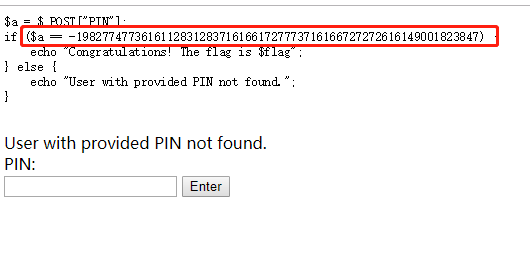 $a = $_POST["PIN"];
if ($a == -19827747736161128312837161661727773716166727272616149001823847) {
echo "Congratulations! The flag is $flag";
} else {
echo "User with provided PIN not found.";
}
User with provided PIN not found.
PIN:
Enter